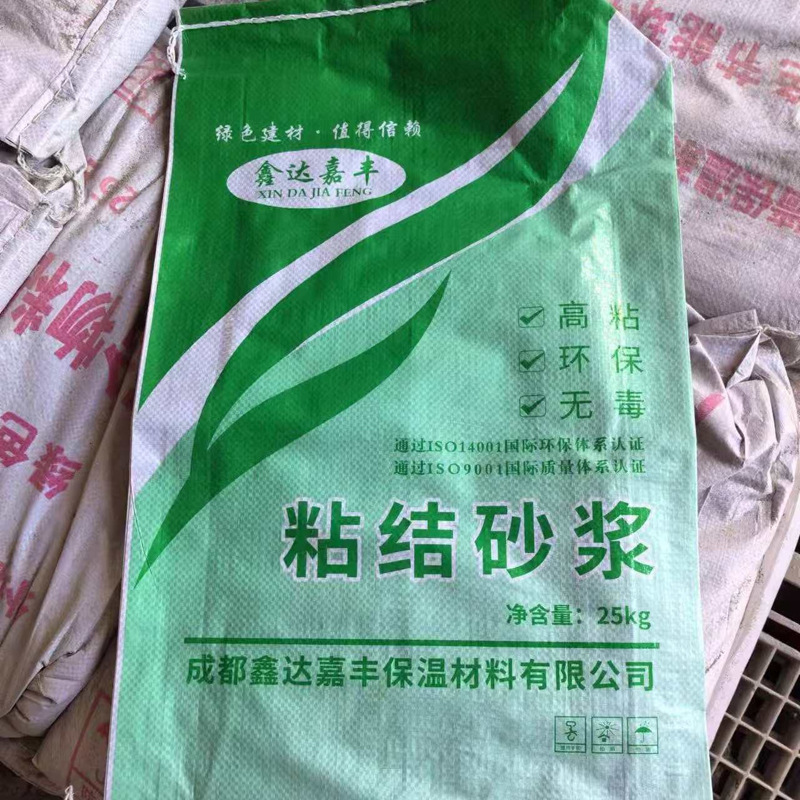 绿色建材·值得信赖
鑫达嘉丰
XIN DA JIA FENG
高粘
环保
无毒
通过ISO14001国际环保体系认证
通过ISO9001国际质量体系认证
粘结砂浆
净含量：25kg
成都鑫达嘉丰保温材料有限公司